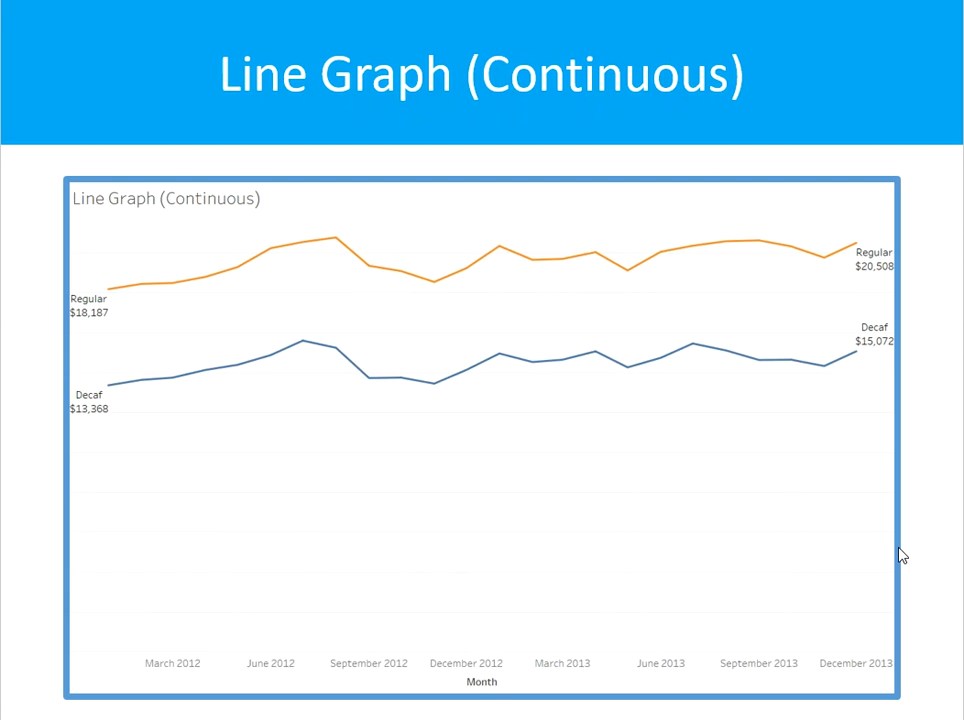 Line Graph (Continuous)
Line Graph (Continuous)
Regular
$20,508
Regular
$18,187
Decaf
$15,072
Decaf
$13,368
March 2012 June 2012 September 2012 December 2012 March 2013 June 2013 September 2013 December 2013
Month